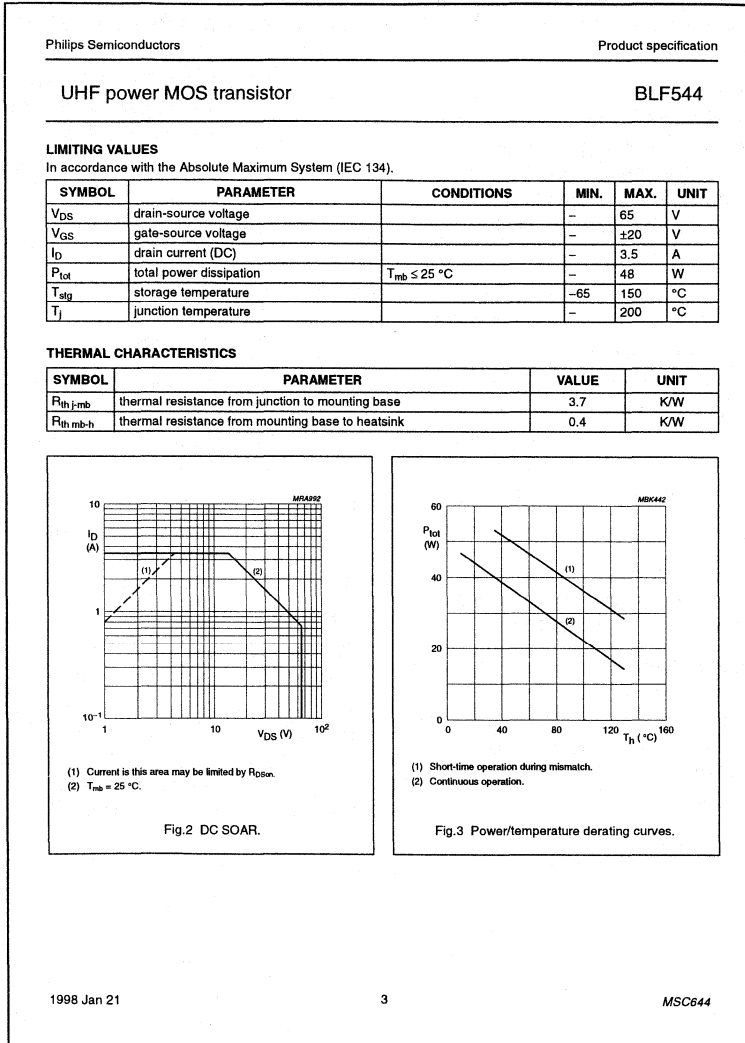 Philips Semiconductors Product specification
UHF power MOS transistor BLF544
LIMITING VALUES
In accordance with the Absolute Maximum System (IEC 134).
SYMBOL PARAMETER CONDITIONS MIN. MAX. UNIT
VDS drain-source voltage – 65 V
VGS gate-source voltage – ±20 V
ID drain current (DC) – 3.5 A
Ptot total power dissipation Tmb ≤ 25 °C – 48 W
Tstg storage temperature –65 150 °C
Tj junction temperature – 200 °C
THERMAL CHARACTERISTICS
SYMBOL PARAMETER VALUE UNIT
Rth j-mb thermal resistance from junction to mounting base 3.7 K/W
Rth mb-h thermal resistance from mounting base to heatsink 0.4 K/W
MRA992
10
ID
(A)
(1) (2)
1
10−1
1 10 VDS (V) 10²
(1) Current is this area may be limited by RDSon.
(2) Tmb = 25 °C.
Fig.2 DC SOAR.
MBK442
60
Ptot
(W)
(1)
40
(2)
20
0
0 40 80 120 Th (°C) 160
(1) Short-time operation during mismatch.
(2) Continuous operation.
Fig.3 Power/temperature derating curves.
1998 Jan 21 3 MSC644